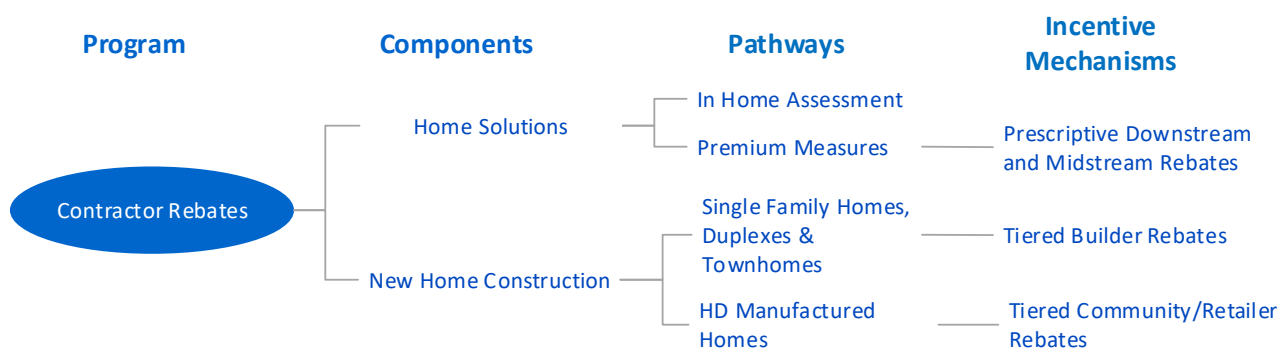 Program
Components
Pathways
Incentive
Mechanisms
Contractor Rebates
Home Solutions
In Home Assessment
Premium Measures
Prescriptive Downstream
and Midstream Rebates
New Home Construction
Single Family Homes,
Duplexes &
Townhomes
Tiered Builder Rebates
HD Manufactured
Homes
Tiered Community/Retailer
Rebates